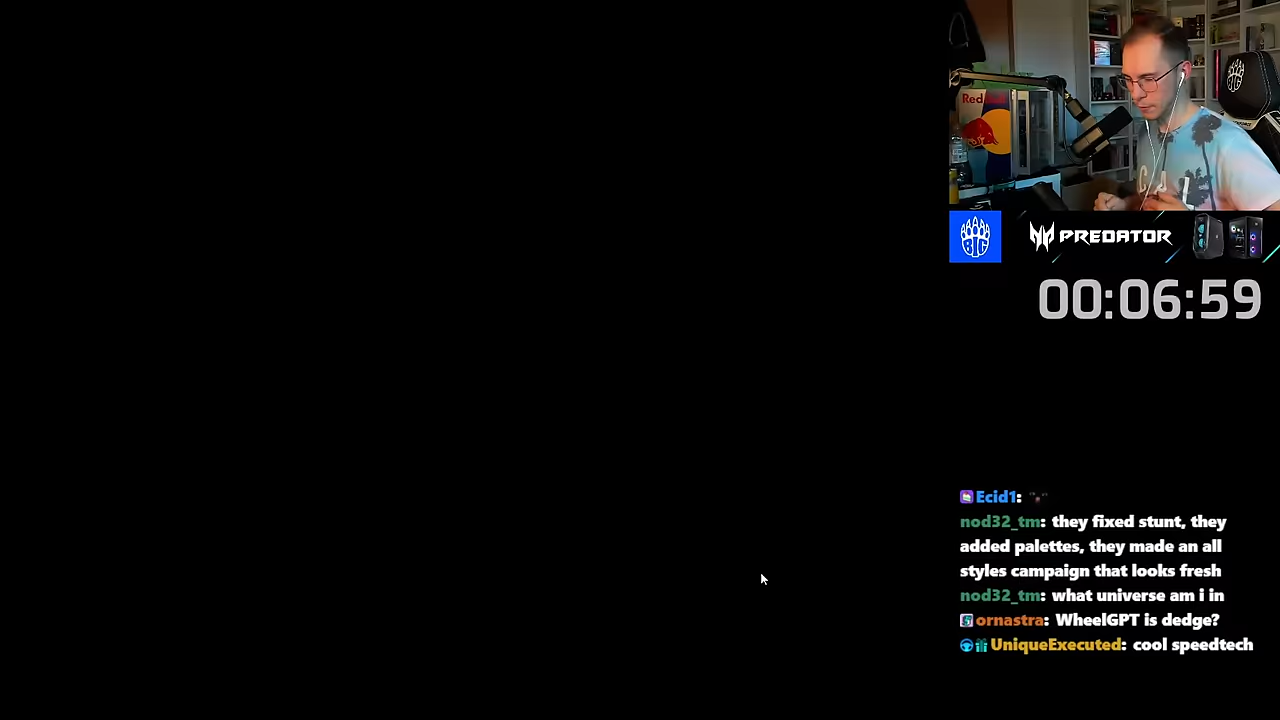 Red
BIG
PREDATOR
00:06:59
Ecid1:
nod32_tm: they fixed stunt, they
added palettes, they made an all
styles campaign that looks fresh
nod32_tm: what universe am i in
ornastra: WheelGPT is dedge?
UniqueExecuted: cool speedtech